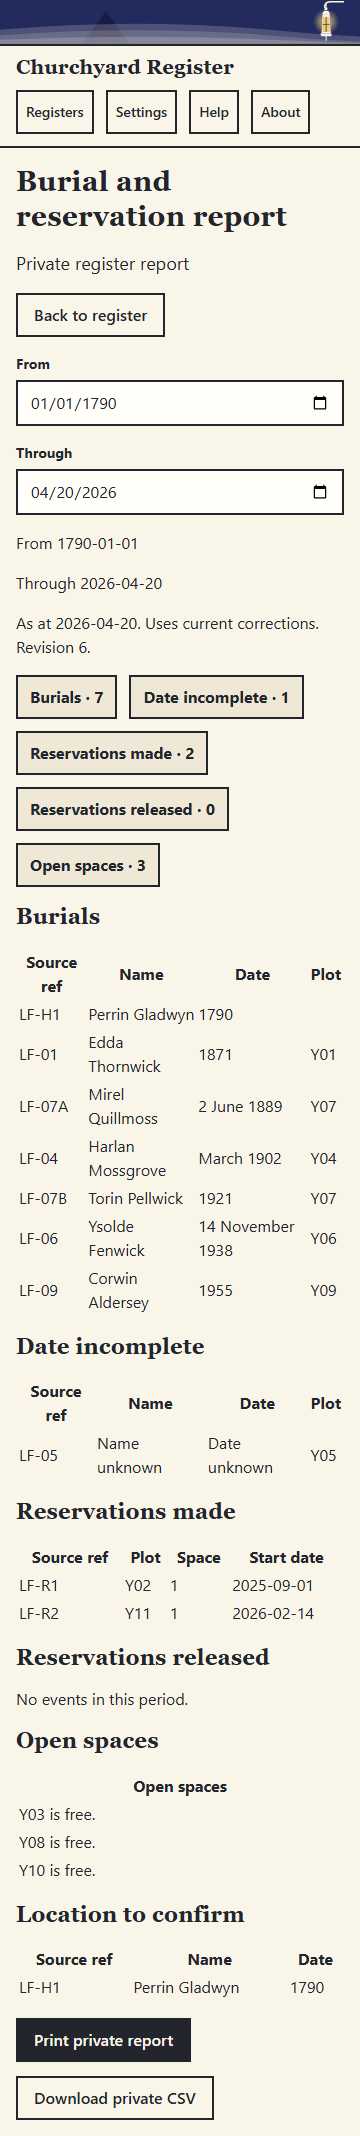 Churchyard Register
Registers Settings Help About
Burial and
reservation report
Private register report
Back to register
From
01/01/1790
Through
04/20/2026
From 1790-01-01
Through 2026-04-20
As at 2026-04-20. Uses current corrections.
Revision 6.
Burials · 7 Date incomplete · 1
Reservations made · 2
Reservations released · 0
Open spaces · 3
Burials
Source ref Name Date Plot
LF-H1 Perrin Gladwyn 1790
LF-01 Edda Thornwick 1871 Y01
LF-07A Mirel Quillmoss 2 June 1889 Y07
LF-04 Harlan Mossgrove March 1902 Y04
LF-07B Torin Pellwick 1921 Y07
LF-06 Ysolde Fenwick 14 November 1938 Y06
LF-09 Corwin Aldersey 1955 Y09
Date incomplete
Source ref Name Date Plot
LF-05 Name unknown Date unknown Y05
Reservations made
Source ref Plot Space Start date
LF-R1 Y02 1 2025-09-01
LF-R2 Y11 1 2026-02-14
Reservations released
No events in this period.
Open spaces
Open spaces
Y03 is free.
Y08 is free.
Y10 is free.
Location to confirm
Source ref Name Date
LF-H1 Perrin Gladwyn 1790
Print private report
Download private CSV